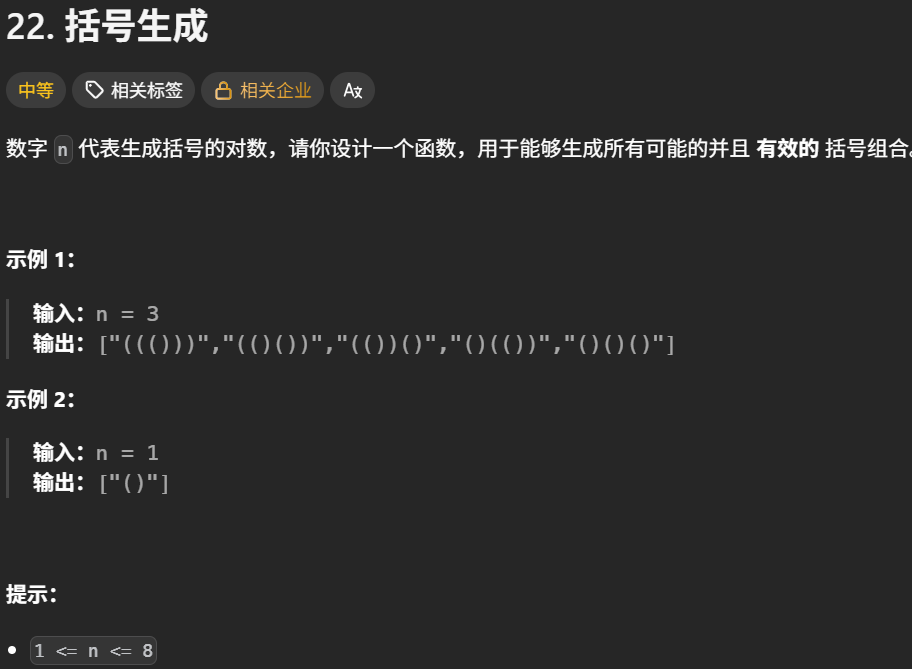 22. 括号生成
中等 相关标签 相关企业 Ax
数字 n 代表生成括号的对数，请你设计一个函数，用于能够生成所有可能的并且 有效的 括号组合。
示例 1：
输入：n = 3
输出：["((()))","(()())","(())()","()(())","()()()"]
示例 2：
输入：n = 1
输出：["()"]
提示：
1 <= n <= 8